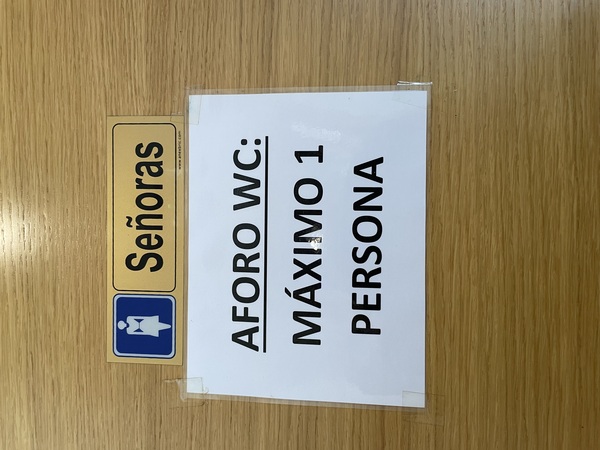 Señoras
AFORO WC:
MÁXIMO 1
PERSONA